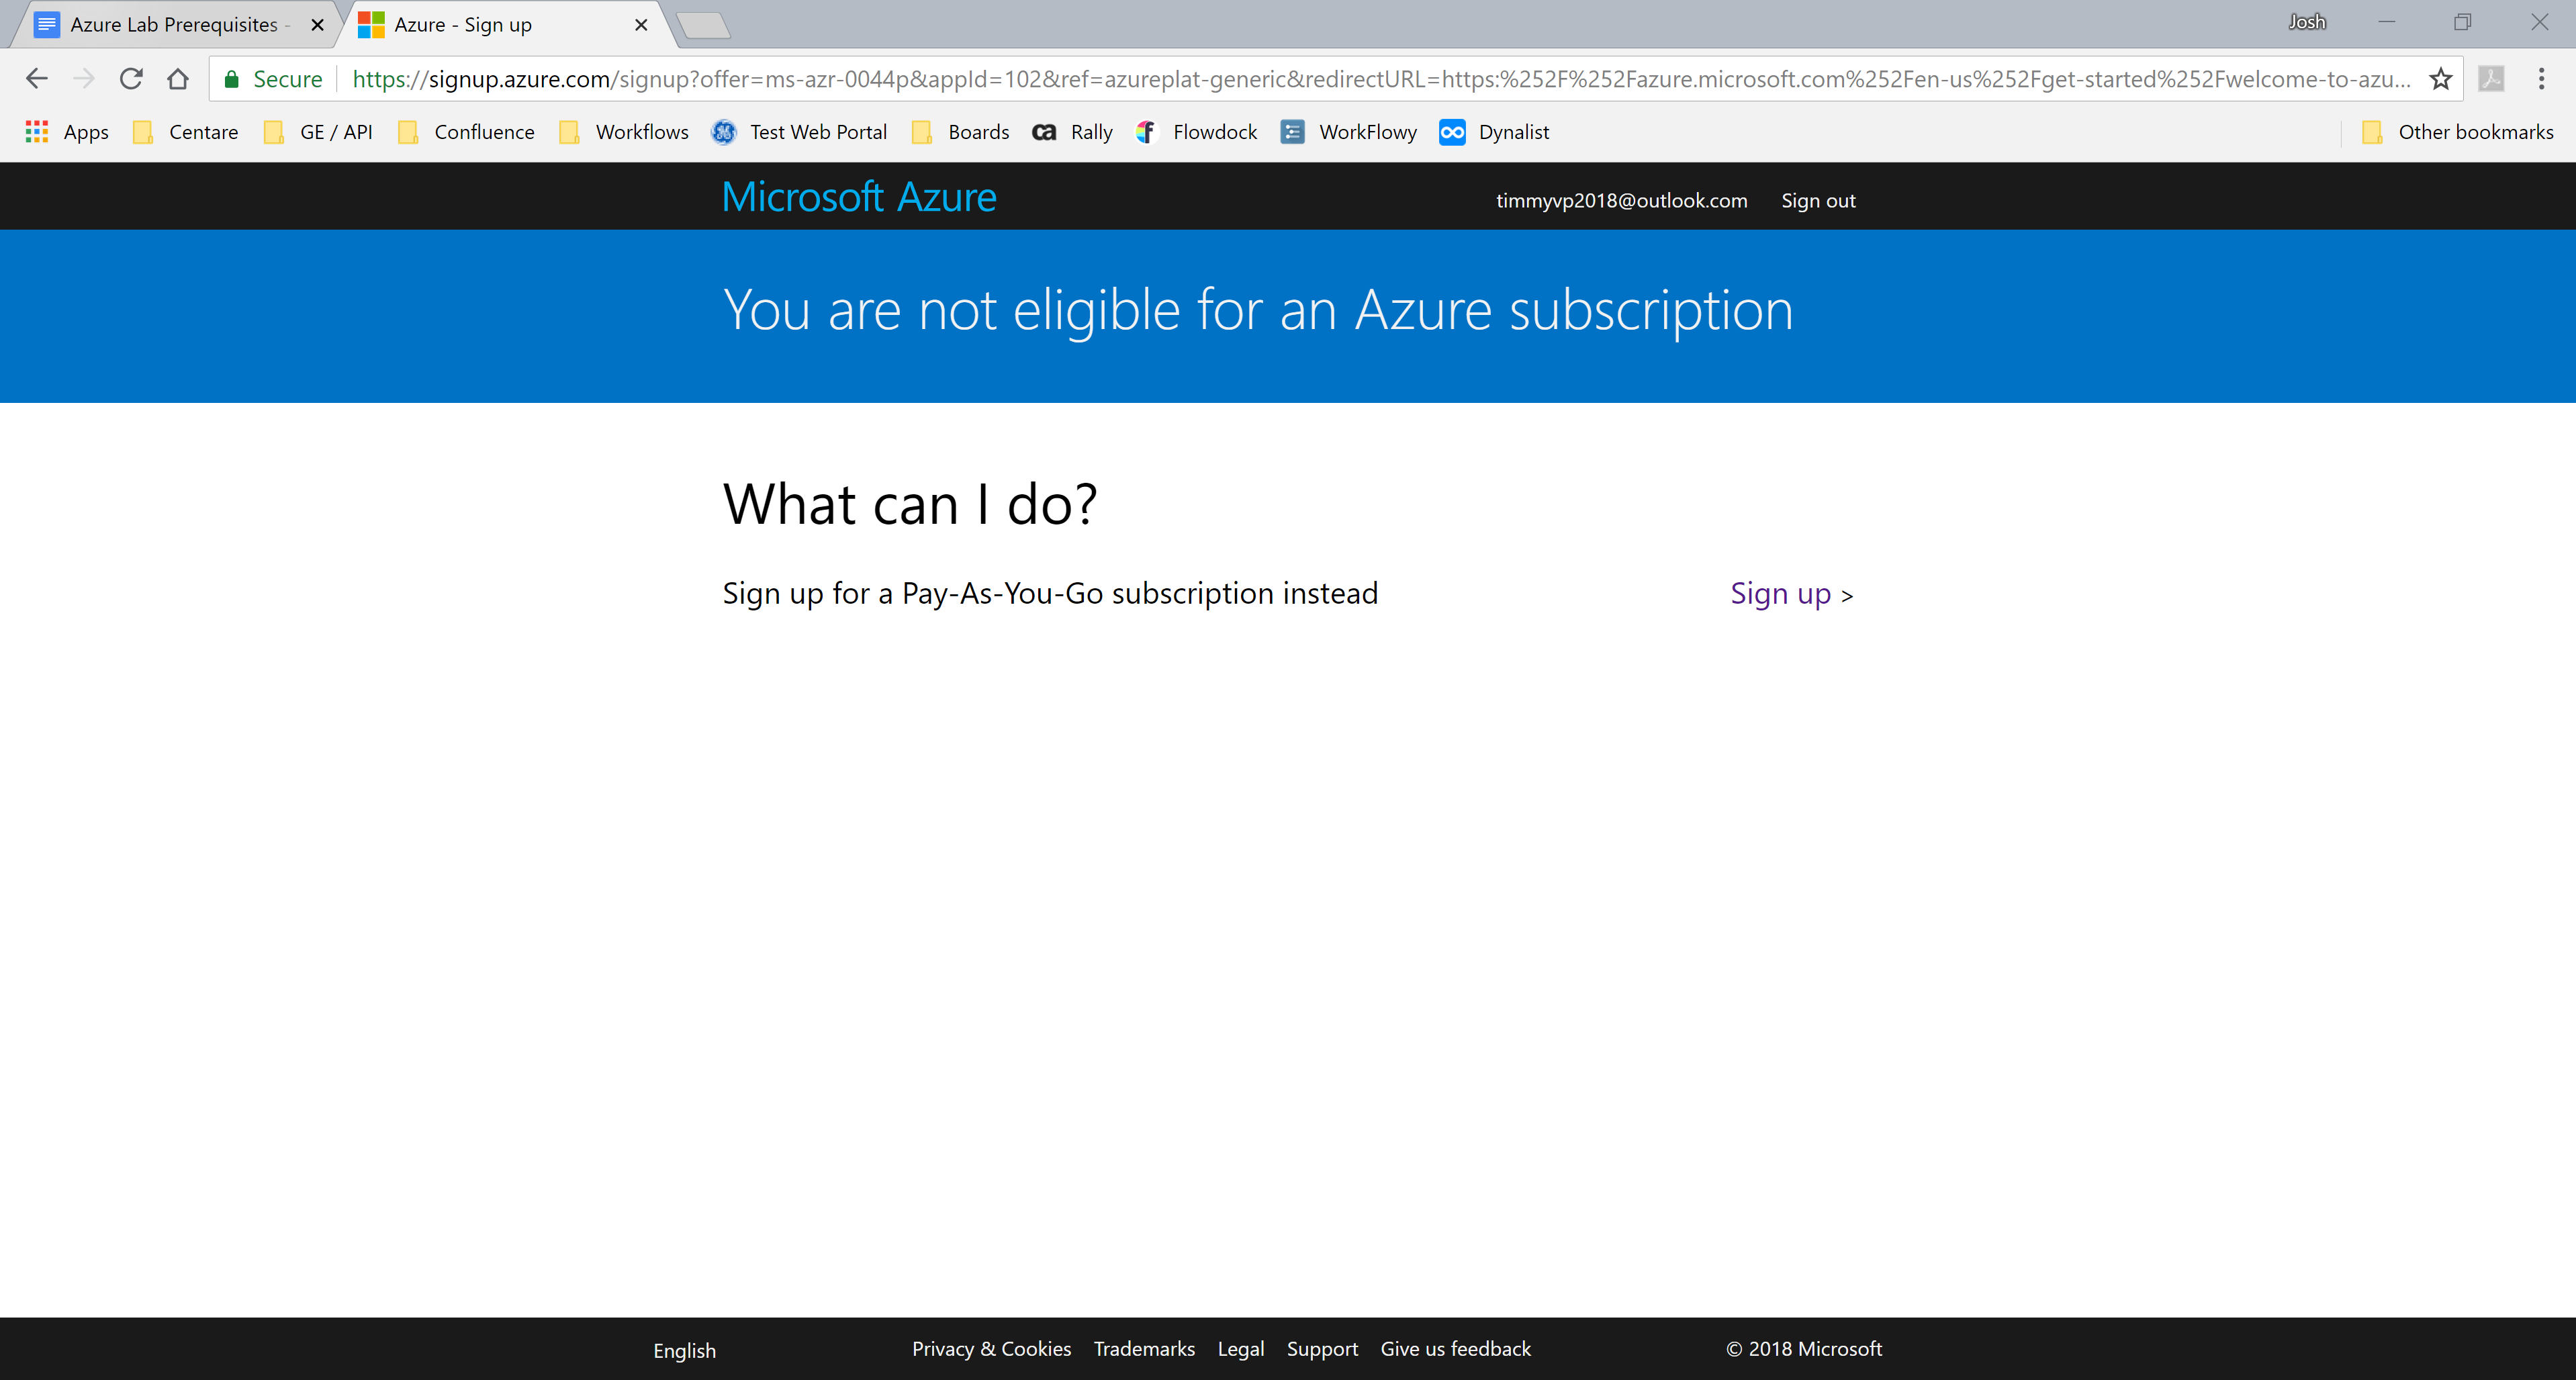 Azure Lab Prerequisites -
Azure - Sign up
Josh
Secure
https://signup.azure.com/signup?offer=ms-azr-0044p&appId=102&ref=azureplat-generic&redirectURL=https:%252F%252Fazure.microsoft.com%252Fen-us%252Fget-started%252Fwelcome-to-azu...
Apps Centare GE / API Confluence Workflows Test Web Portal Boards ca Rally Flowdock WorkFlowy Dynalist Other bookmarks
Microsoft Azure timmyvp2018@outlook.com Sign out
You are not eligible for an Azure subscription
What can I do?
Sign up for a Pay-As-You-Go subscription instead Sign up >
English Privacy & Cookies Trademarks Legal Support Give us feedback © 2018 Microsoft